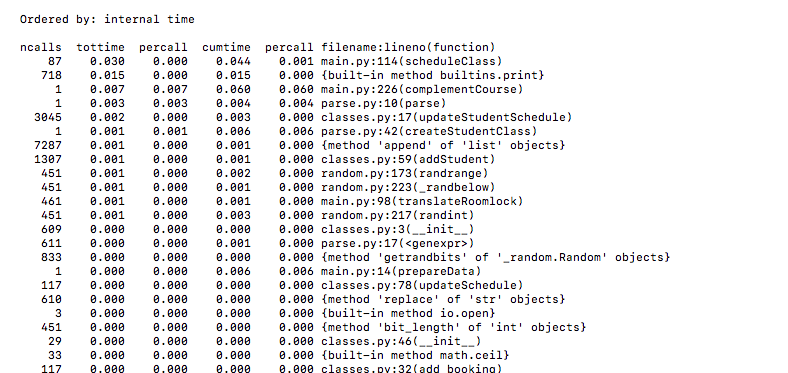 Ordered by: internal time
ncalls tottime percall cumtime percall filename:lineno(function)
87 0.030 0.000 0.044 0.001 main.py:114(scheduleClass)
718 0.015 0.000 0.015 0.000 {built-in method builtins.print}
1 0.007 0.007 0.060 0.060 main.py:226(complementCourse)
1 0.003 0.003 0.004 0.004 parse.py:10(parse)
3045 0.002 0.000 0.003 0.000 classes.py:17(updateStudentSchedule)
1 0.001 0.001 0.006 0.006 parse.py:42(createStudentClass)
7287 0.001 0.000 0.001 0.000 {method 'append' of 'list' objects}
1307 0.001 0.000 0.001 0.000 classes.py:59(addStudent)
451 0.001 0.000 0.002 0.000 random.py:173(randrange)
451 0.001 0.000 0.001 0.000 random.py:223(_randbelow)
461 0.001 0.000 0.001 0.000 main.py:98(translateRoomlock)
451 0.001 0.000 0.003 0.000 random.py:217(randint)
609 0.000 0.000 0.000 0.000 classes.py:3(__init__)
611 0.000 0.000 0.001 0.000 parse.py:17(<genexpr>)
833 0.000 0.000 0.000 0.000 {method 'getrandbits' of '_random.Random' objects}
1 0.000 0.000 0.006 0.006 main.py:14(prepareData)
117 0.000 0.000 0.000 0.000 classes.py:78(updateSchedule)
610 0.000 0.000 0.000 0.000 {method 'replace' of 'str' objects}
3 0.000 0.000 0.000 0.000 {built-in method io.open}
451 0.000 0.000 0.000 0.000 {method 'bit_length' of 'int' objects}
29 0.000 0.000 0.000 0.000 classes.py:46(__init__)
33 0.000 0.000 0.000 0.000 {built-in method math.ceil}
117 0.000 0.000 0.000 0.000 classes.py:32(add_booking)